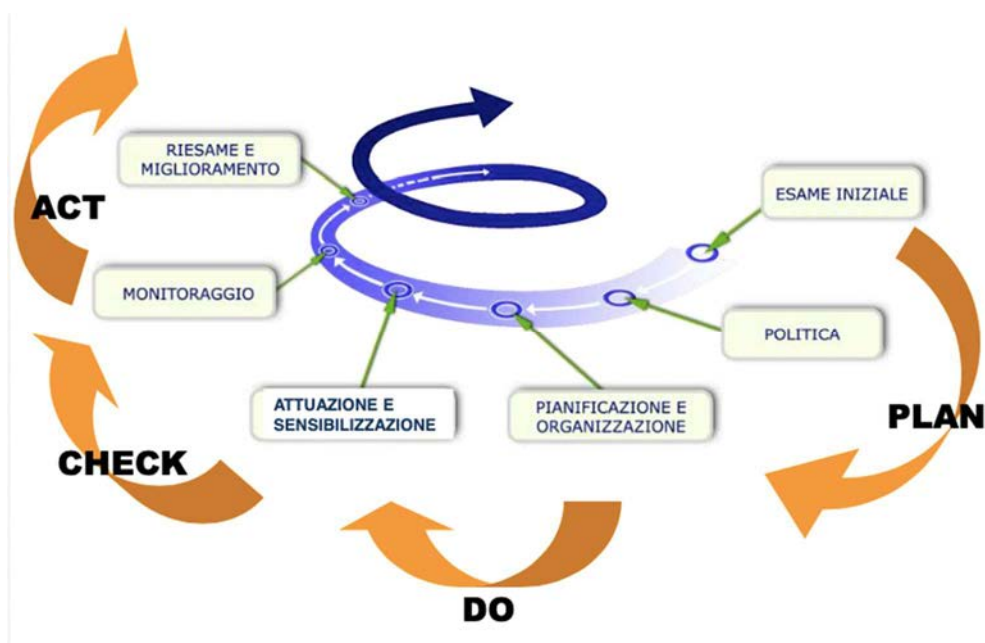 RIESAME E
MIGLIORAMENTO
ESAME INIZIALE
ACT
MONITORAGGIO
POLITICA
ATTUAZIONE E
SENSIBILIZZAZIONE
PIANIFICAZIONE E
ORGANIZZAZIONE
PLAN
CHECK
DO